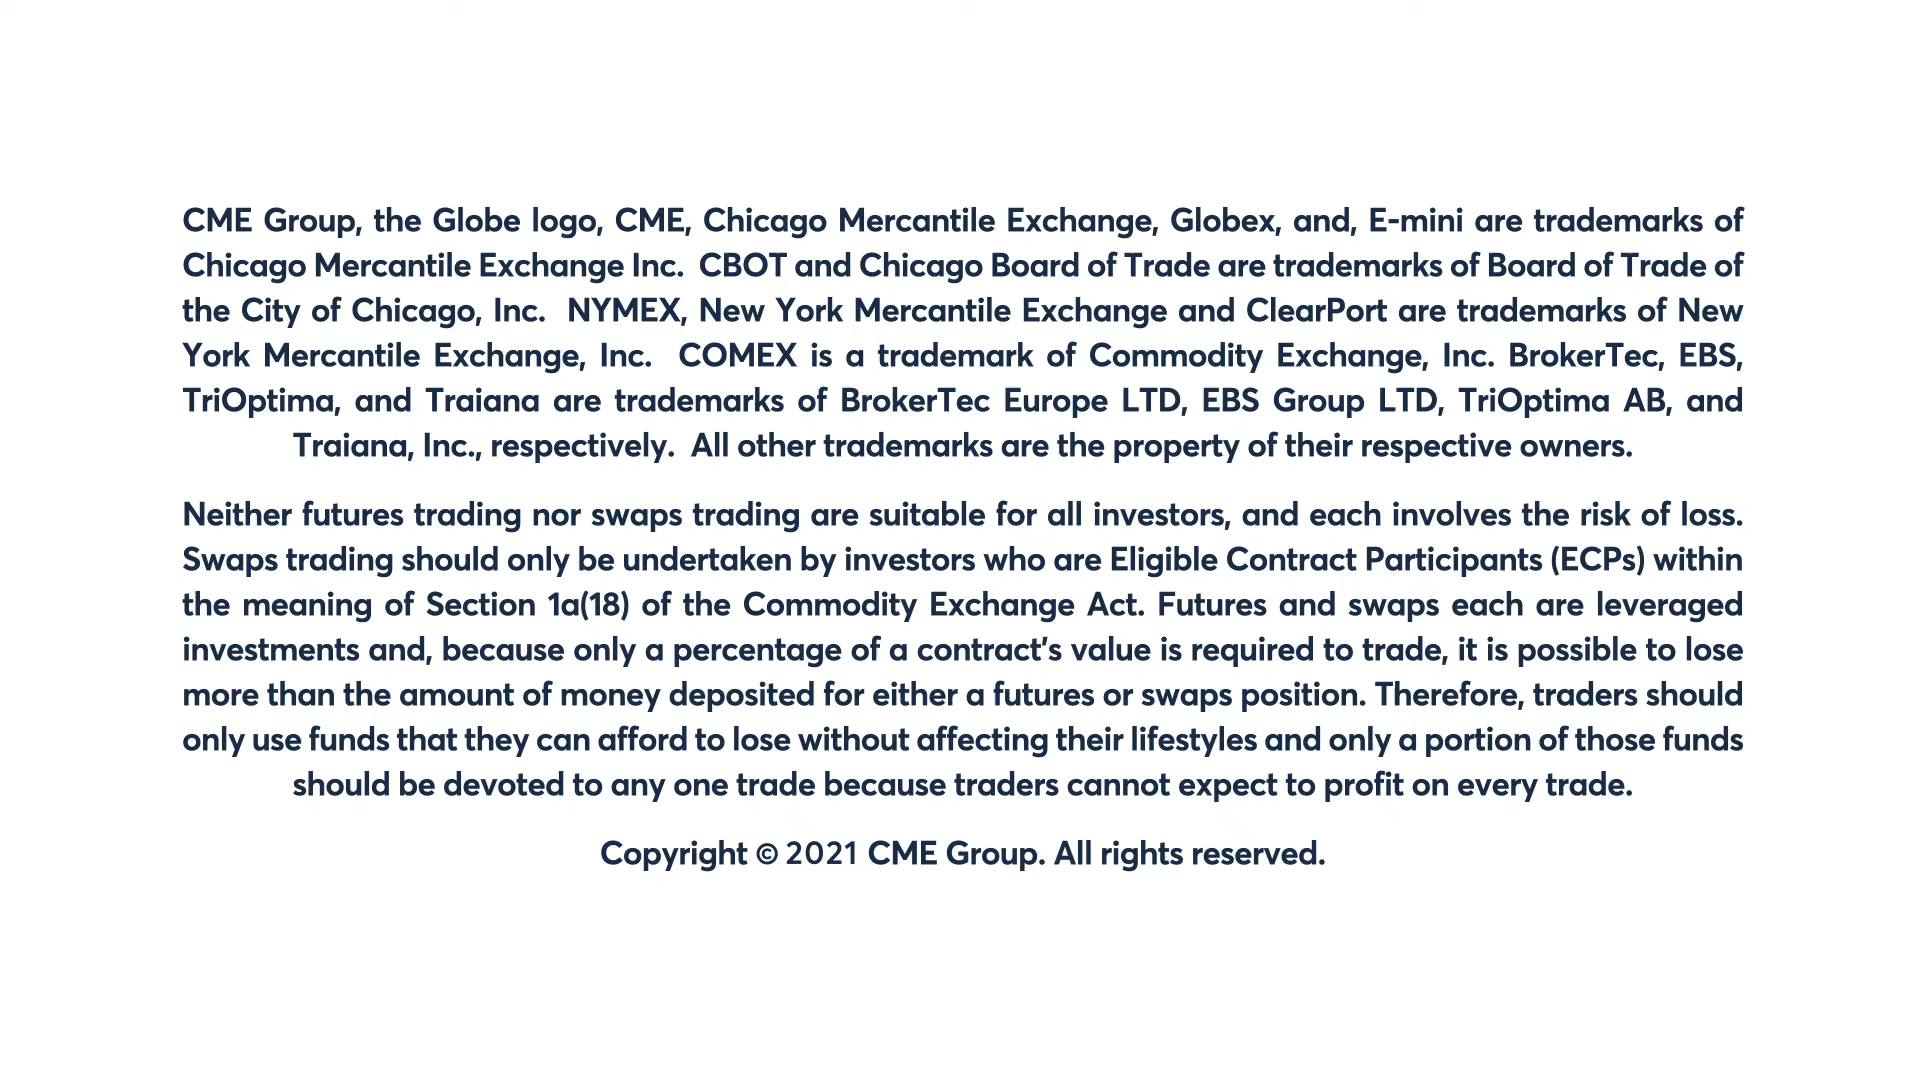 CME Group, the Globe logo, CME, Chicago Mercantile Exchange, Globex, and, E-mini are trademarks of
Chicago Mercantile Exchange Inc.  CBOT and Chicago Board of Trade are trademarks of Board of Trade of
the City of Chicago, Inc.  NYMEX, New York Mercantile Exchange and ClearPort are trademarks of New
York Mercantile Exchange, Inc.  COMEX is a trademark of Commodity Exchange, Inc. BrokerTec, EBS,
TriOptima, and Traiana are trademarks of BrokerTec Europe LTD, EBS Group LTD, TriOptima AB, and
Traiana, Inc., respectively.  All other trademarks are the property of their respective owners.
Neither futures trading nor swaps trading are suitable for all investors, and each involves the risk of loss.
Swaps trading should only be undertaken by investors who are Eligible Contract Participants (ECPs) within
the meaning of Section 1a(18) of the Commodity Exchange Act. Futures and swaps each are leveraged
investments and, because only a percentage of a contract's value is required to trade, it is possible to lose
more than the amount of money deposited for either a futures or swaps position. Therefore, traders should
only use funds that they can afford to lose without affecting their lifestyles and only a portion of those funds
should be devoted to any one trade because traders cannot expect to profit on every trade.
Copyright © 2021 CME Group. All rights reserved.